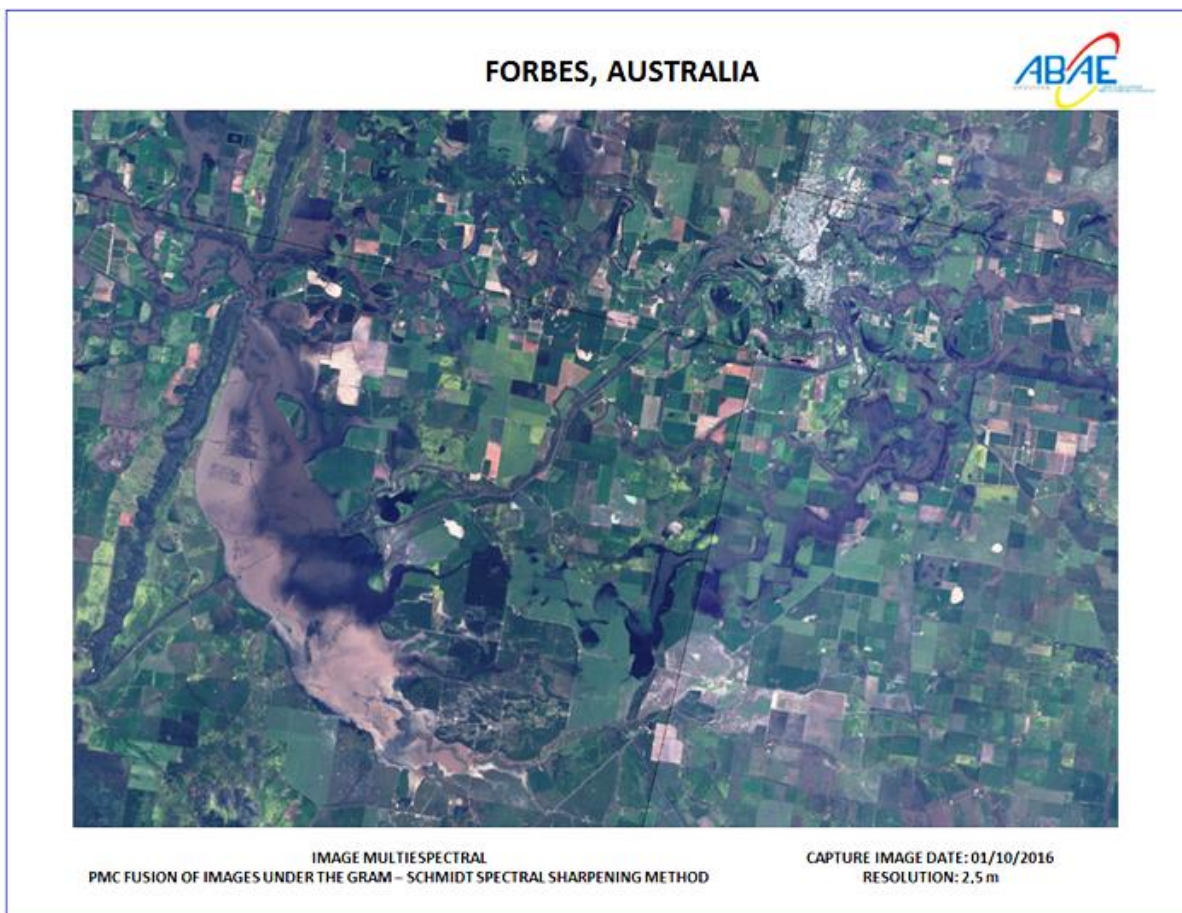 FORBES, AUSTRALIA
ABAE
IMAGE MULTIESPECTRAL
PMC FUSION OF IMAGES UNDER THE GRAM – SCHMIDT SPECTRAL SHARPENING METHOD
CAPTURE IMAGE DATE: 01/10/2016
RESOLUTION: 2,5 m